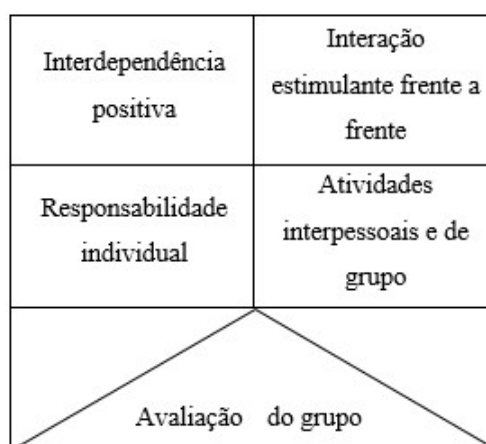 Interdependência
positiva
Interação
estimulante frente a
frente
Responsabilidade
individual
Atividades
interpessoais e de
grupo
Avaliação do grupo